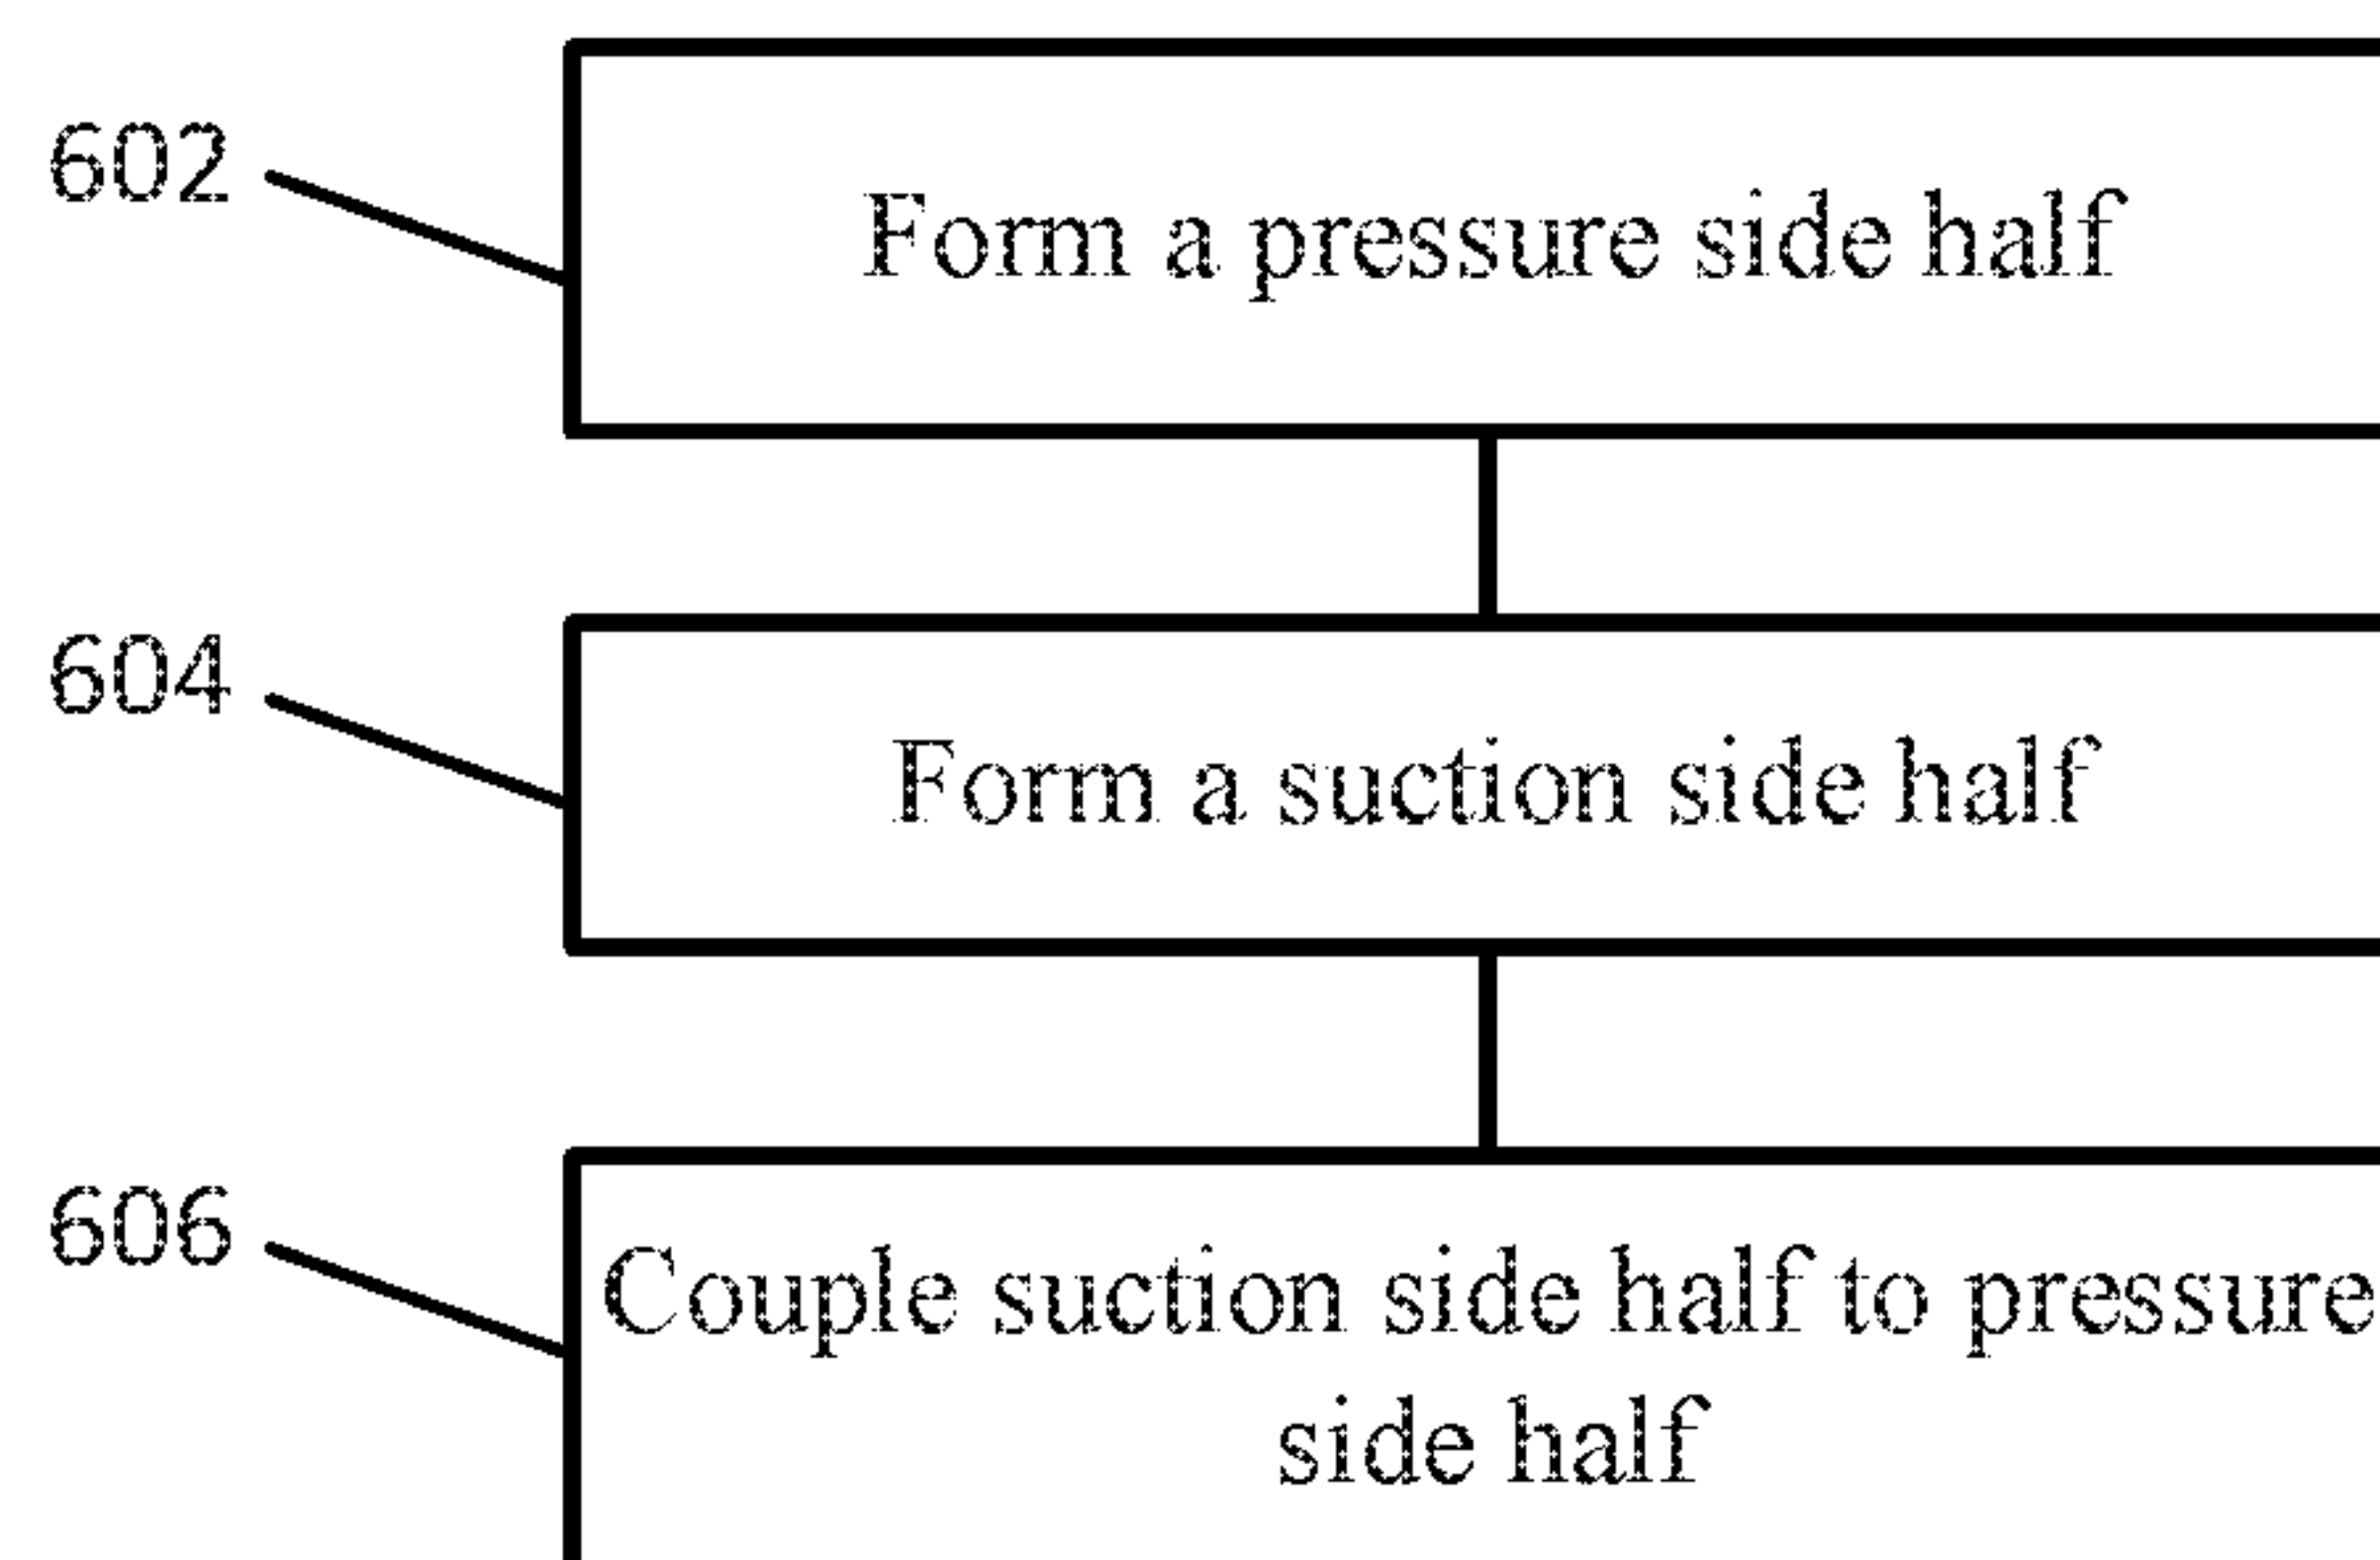 602
Form a pressure side half
604
Form a suction side half
606
Couple suction side half to pressure
side half